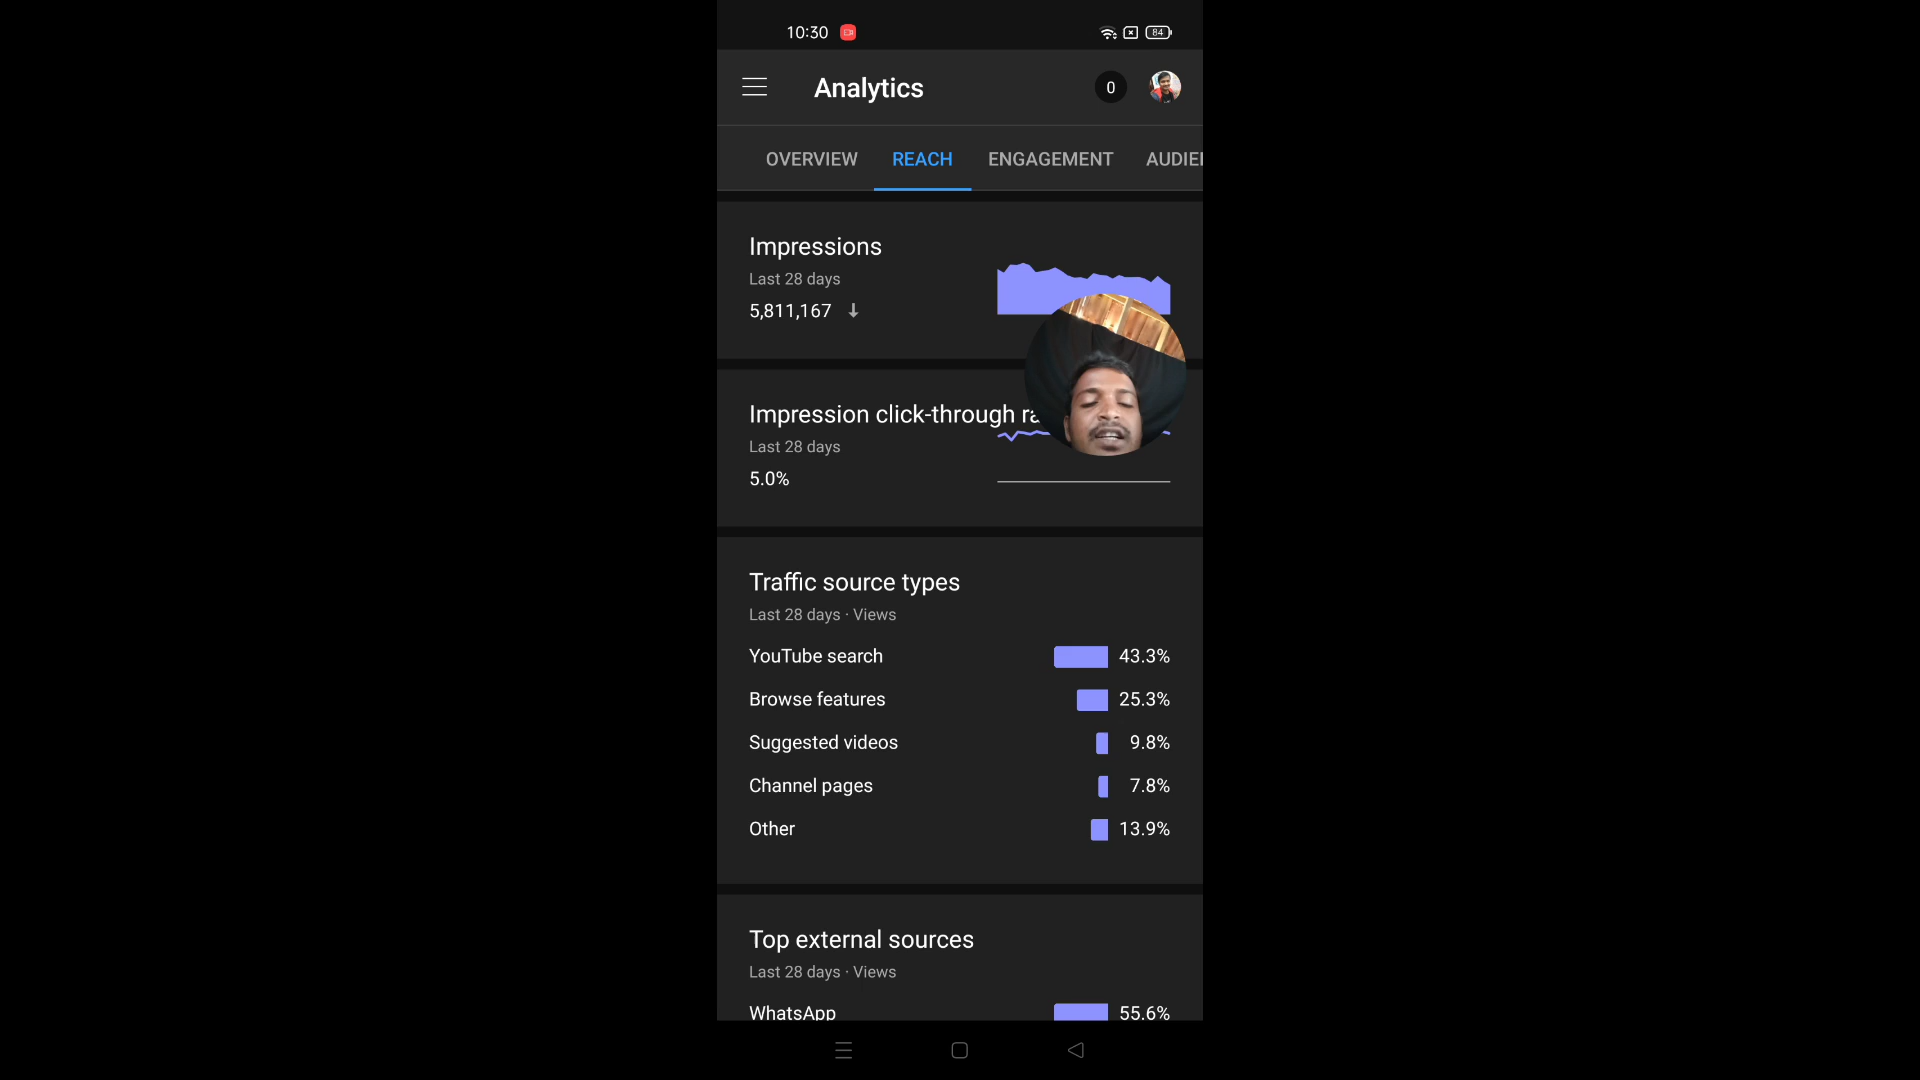 10:30
84
Analytics
0
OVERVIEW REACH ENGAGEMENT
Impressions
Last 28 days
5,811,167
Impression click-through
Last 28 days
5.0%
Traffic source types
Last 28 days · Views
YouTube search 43.3%
Browse features 25.3%
Suggested videos 9.8%
Channel pages 7.8%
Other 13.9%
Top external sources
Last 28 days · Views
WhatsApp 55.6%